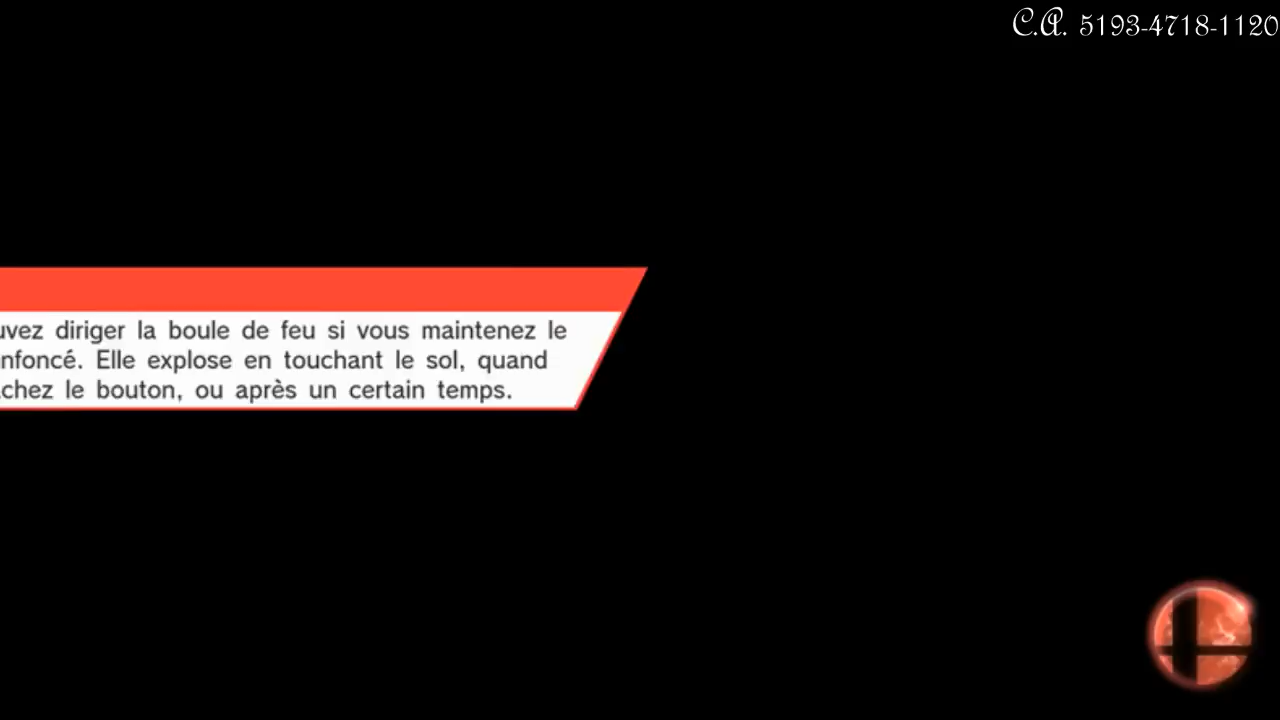 C.A. 5193-4718-1120
uvez diriger la boule de feu si vous maintenez le
nfoncé. Elle explose en touchant le sol, quand
chez le bouton, ou après un certain temps.